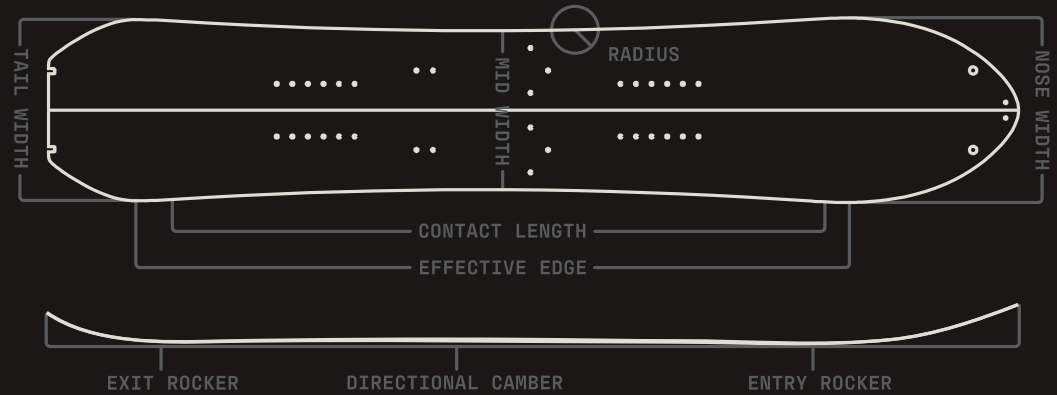 RADIUS
TAIL WIDTH
MID WIDTH
NOSE WIDTH
CONTACT LENGTH
EFFECTIVE EDGE
EXIT ROCKER
DIRECTIONAL CAMBER
ENTRY ROCKER